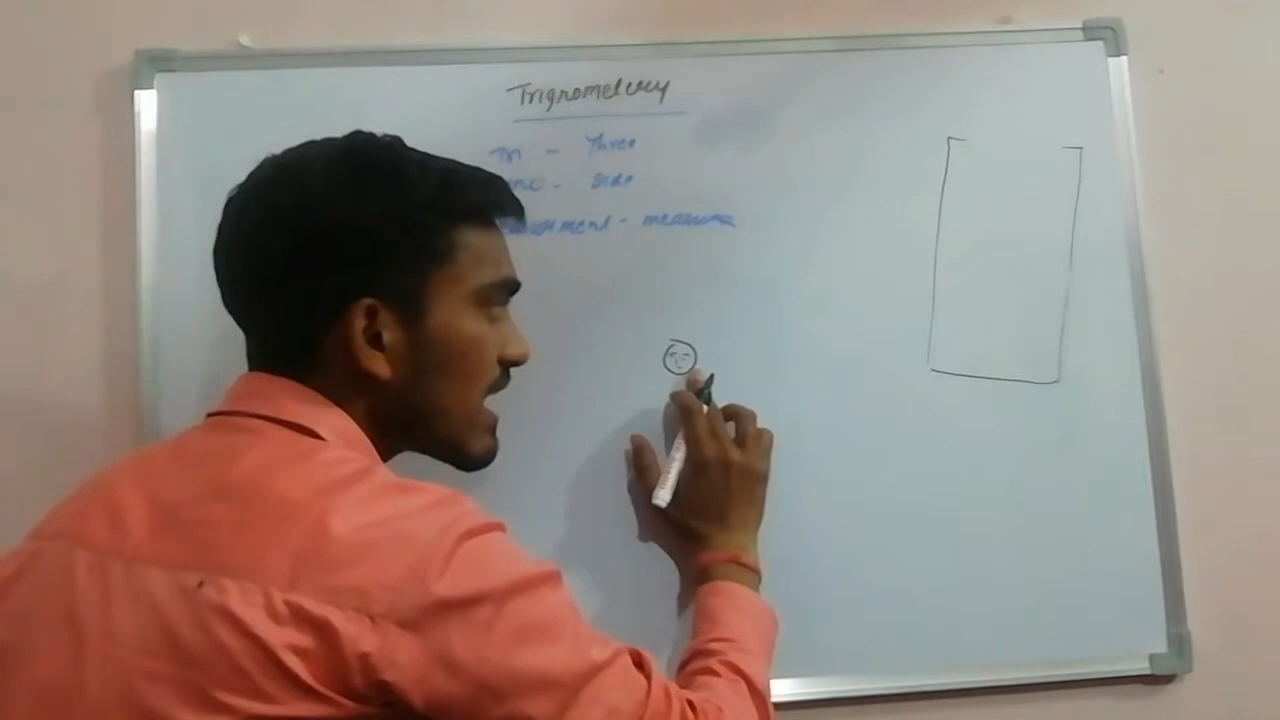 Trignometry
Tri - Three
- Side
- measure